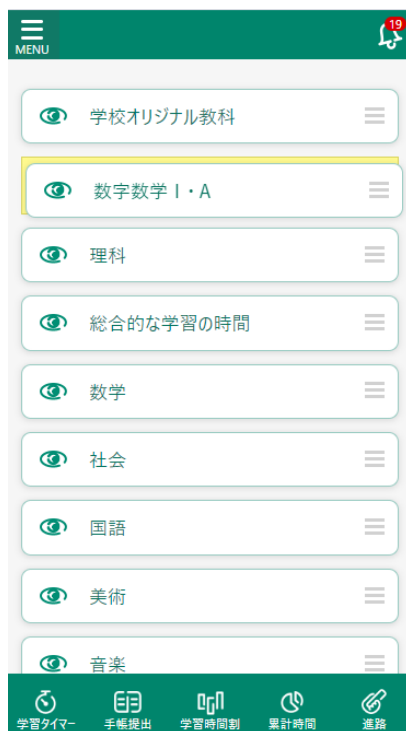 19
MENU
学校オリジナル教科
数字数学Ⅰ・A
理科
総合的な学習の時間
数学
社会
国語
美術
音楽
学習タイマー 手帳提出 学習時間割 累計時間 進路